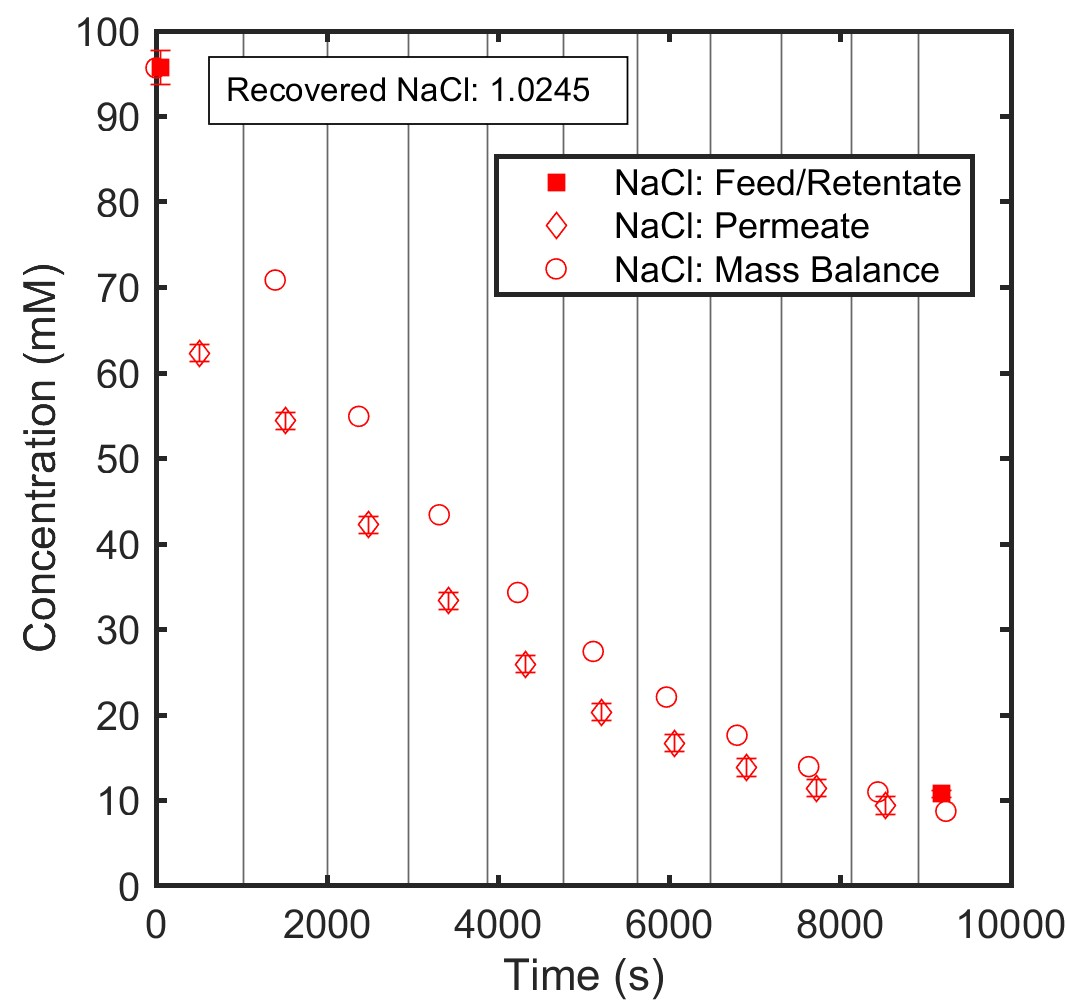 Recovered NaCl: 1.0245
NaCl: Feed/Retentate
NaCl: Permeate
NaCl: Mass Balance
Concentration (mM)
100
90
80
70
60
50
40
30
20
10
0
0 2000 4000 6000 8000 10000
Time (s)